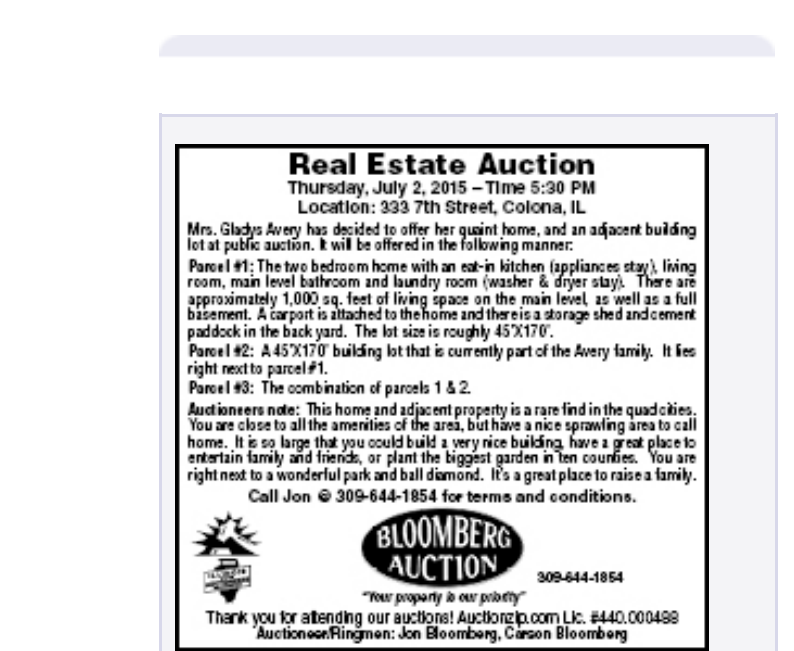 Real Estate Auction
Thursday, July 2, 2015 – Time 5:30 PM
Location: 333 7th Street, Colona, IL
Mrs. Gladys Avery has decided to offer her quaint home, and an adjacent building
lot at public auction. It will be offered in the following manner:
Parcel #1: The two bedroom home with an eat-in kitchen (appliances stay), living
room, main level bathroom and laundry room (washer & dryer stay). There are
approximately 1,000 sq. feet of living space on the main level, as well as a full
basement. A carport is attached to the home and there is a storage shed and cement
paddock in the back yard. The lot size is roughly 45'X170'.
Parcel #2: A 45'X170' building lot that is currently part of the Avery family. It lies
right next to parcel #1.
Parcel #3: The combination of parcels 1 & 2.
Auctioneers note: This home and adjacent property is a rare find in the quad cities.
You are close to all the amenities of the area, but have a nice sprawling area to call
home. It is so large that you could build a very nice building, have a great place to
entertain family and friends, or plant the biggest garden in ten counties. You are
right next to a wonderful park and ball diamond. It's a great place to raise a family.
Call Jon @ 309-644-1854 for terms and conditions.
BLOOMBERG
AUCTION
309-644-1854
"Your property is our priority"
Thank you for attending our auctions! Auctionzip.com Lic. #440.000488
Auctioneer/Ringmen: Jon Bloomberg, Carson Bloomberg